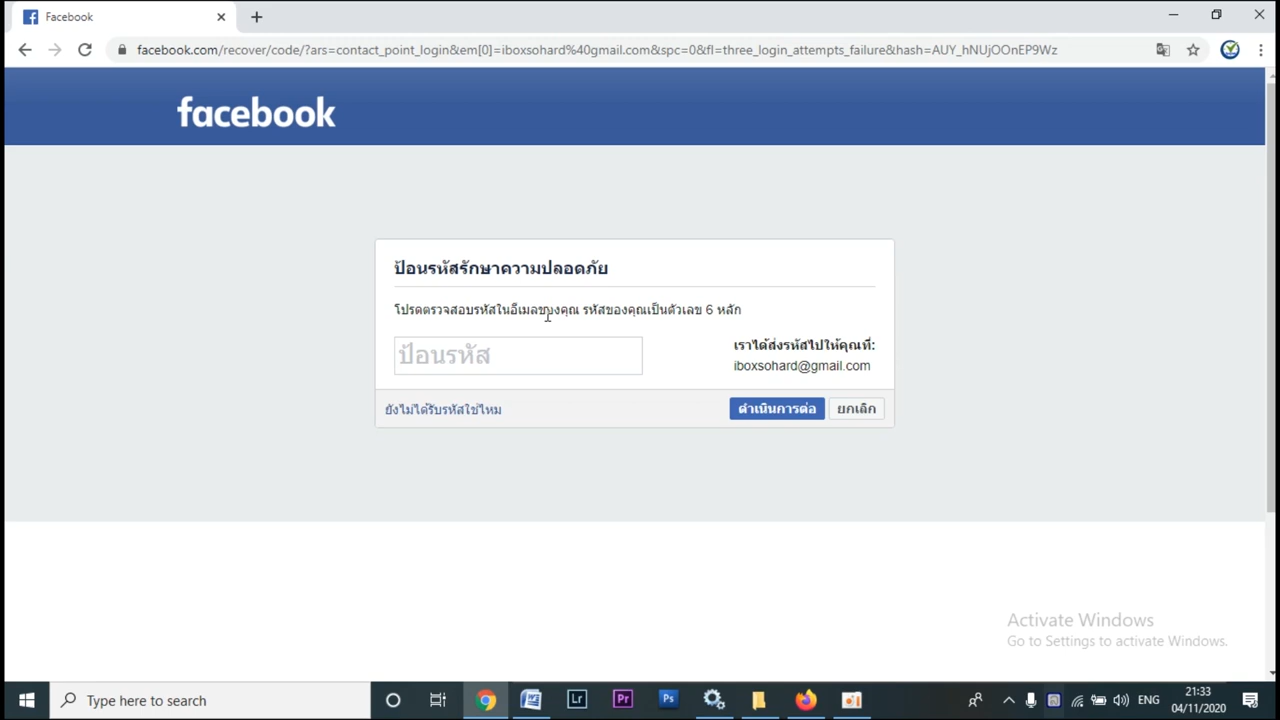 Facebook
facebook.com/recover/code/?ars=contact_point_login&em[0]=iboxsohard%40gmail.com&spc=0&fl=three_login_attempts_failure&hash=AUY_hNUjOOnEP9Wz
facebook
ป้อนรหัสรักษาความปลอดภัย
โปรดตรวจสอบรหัสในอีเมลของคุณ รหัสของคุณเป็นตัวเลข 6 หลัก
ป้อนรหัส
เราได้ส่งรหัสไปให้คุณที่:
iboxsohard@gmail.com
ยังไม่ได้รับรหัสใช่ไหม
ดำเนินการต่อ
ยกเลิก
Activate Windows
Go to Settings to activate Windows.
Type here to search
Lr
Pr
Ps
ENG
21:33
04/11/2020